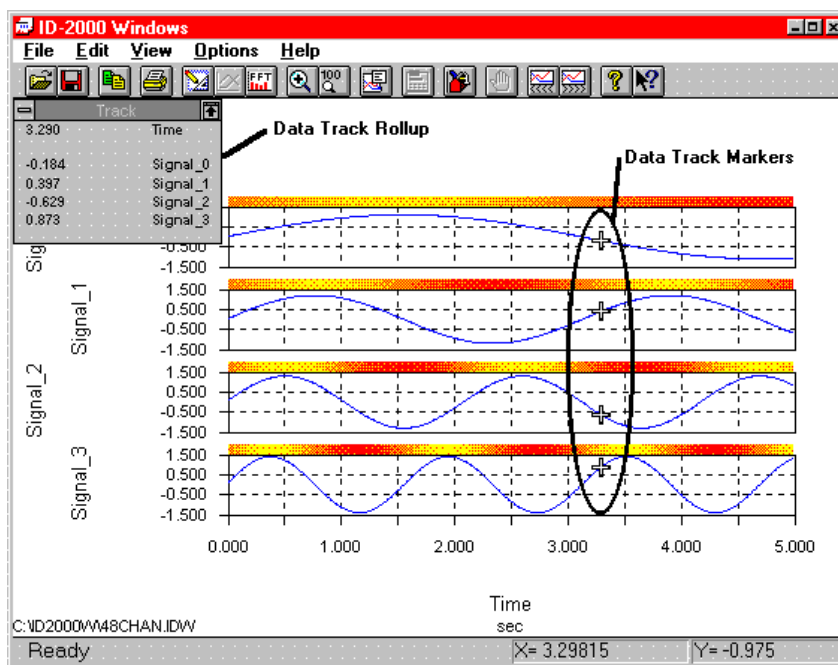 ID-2000 Windows
File Edit View Options Help
FFT 100
Track
3.290 Time
-0.184 Signal_0
0.397 Signal_1
-0.629 Signal_2
0.873 Signal_3
Data Track Rollup
Data Track Markers
-0.500
-1.500
Signal_1
1.500
0.500
-0.500
-1.500
Signal_2
1.500
0.500
-0.500
-1.500
Signal_3
1.500
0.500
-0.500
-1.500
0.000 1.000 2.000 3.000 4.000 5.000
Time
sec
C:\ID2000W\48CHAN.IDW
Ready X= 3.29815 Y= -0.975